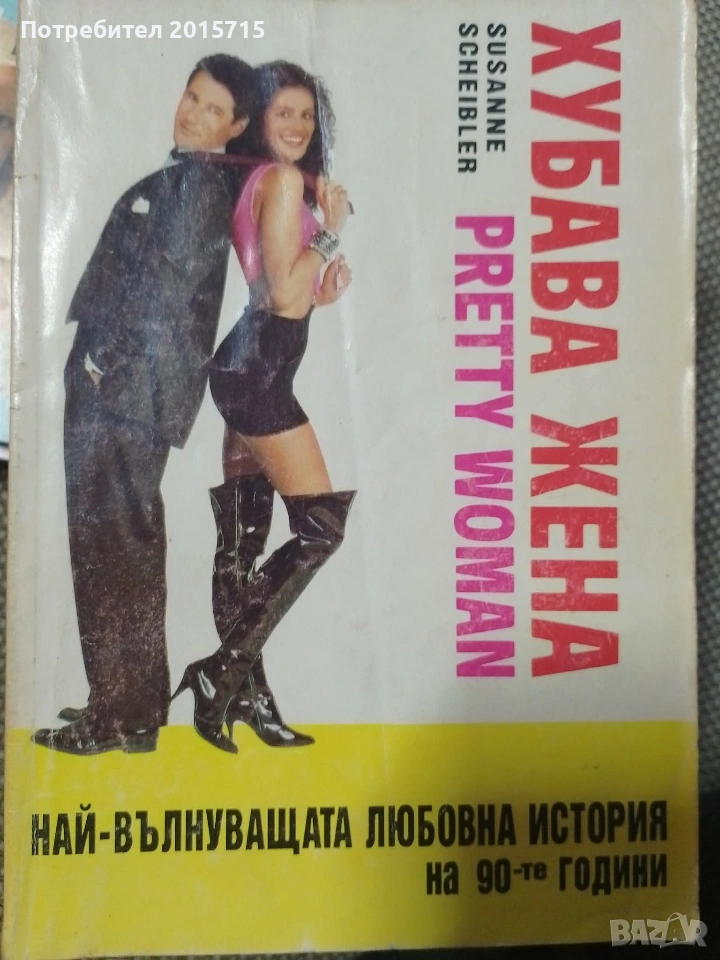 Потребител 2015715
SUSANNE
SCHEIBLER
ХУБАВА ЖЕНА
PRETTY WOMAN
НАЙ-ВЪЛНУВАЩАТА ЛЮБОВНА ИСТОРИЯ
на 90-те ГОДИНИ
BAZAR